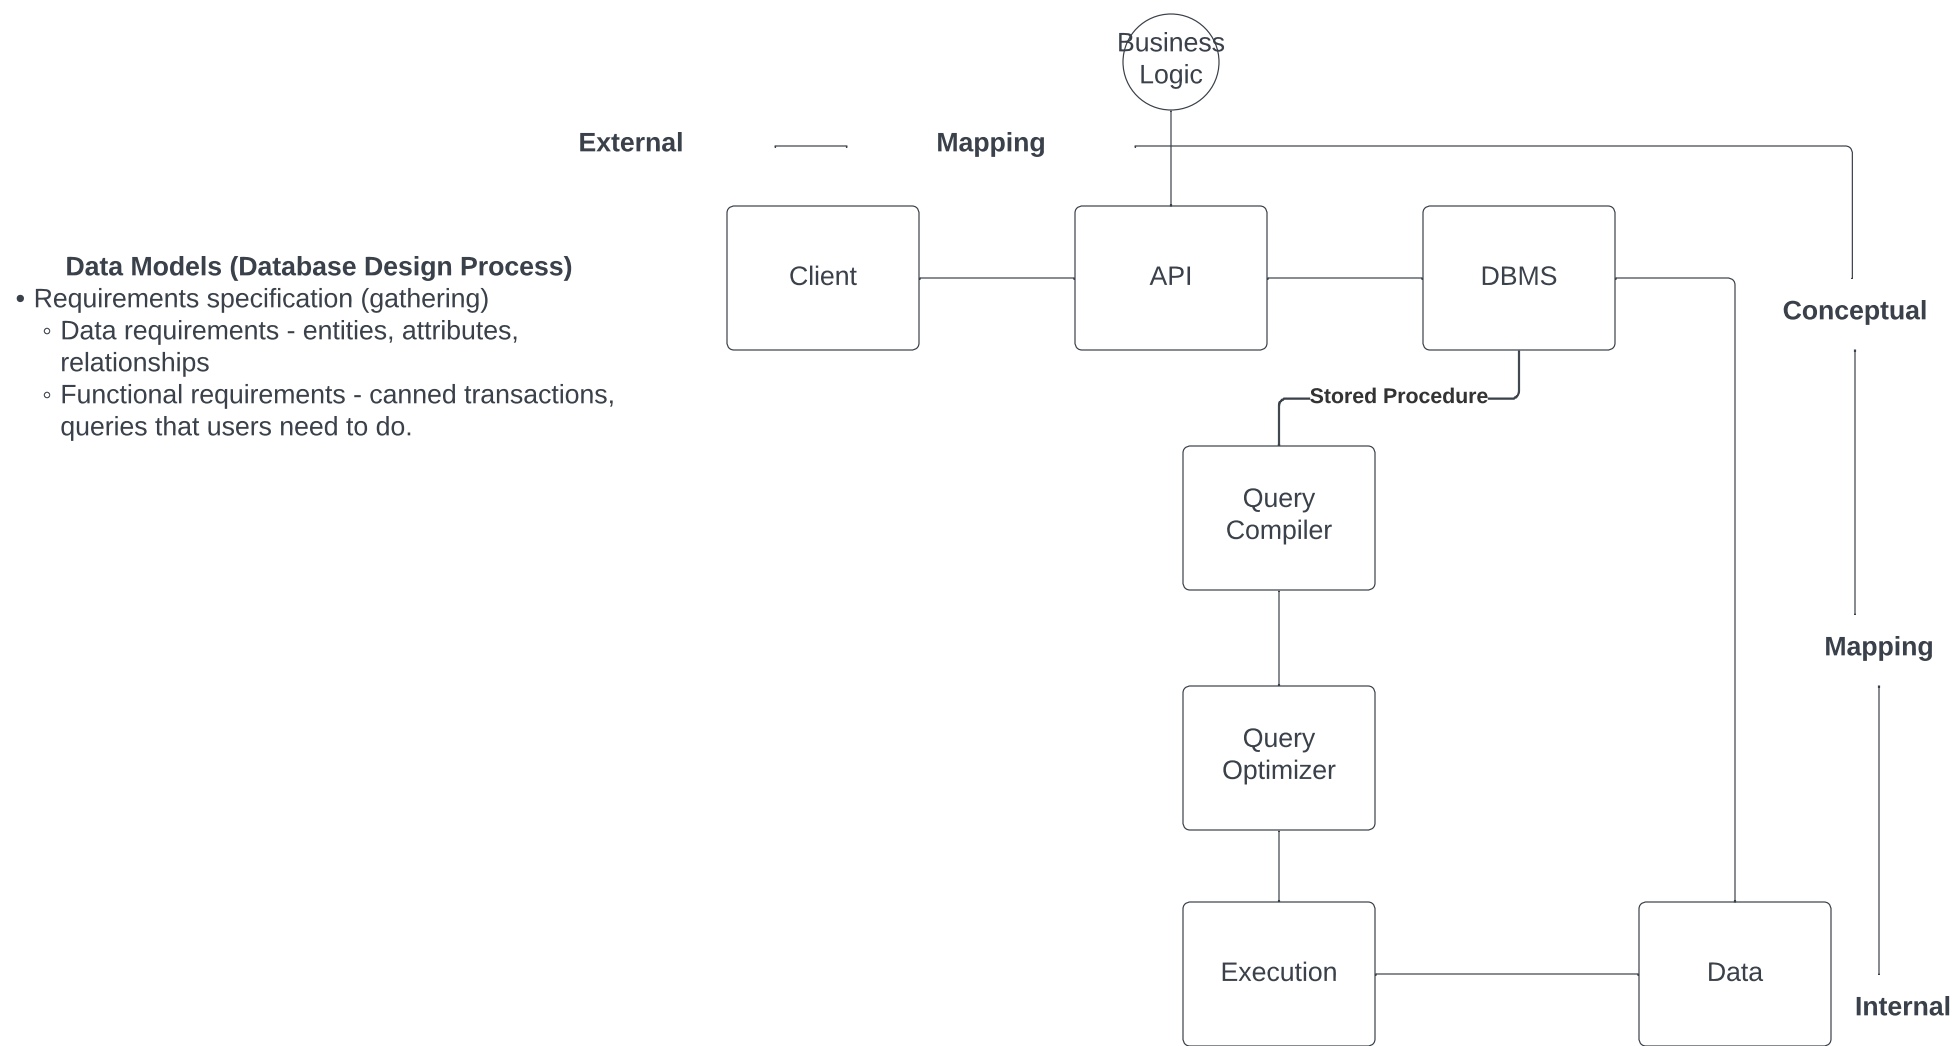 Business
Logic
External
Mapping
Data Models (Database Design Process)
• Requirements specification (gathering)
◦ Data requirements - entities, attributes,
relationships
◦ Functional requirements - canned transactions,
queries that users need to do.
Client
API
DBMS
Conceptual
Stored Procedure
Query
Compiler
Mapping
Query
Optimizer
Execution
Data
Internal